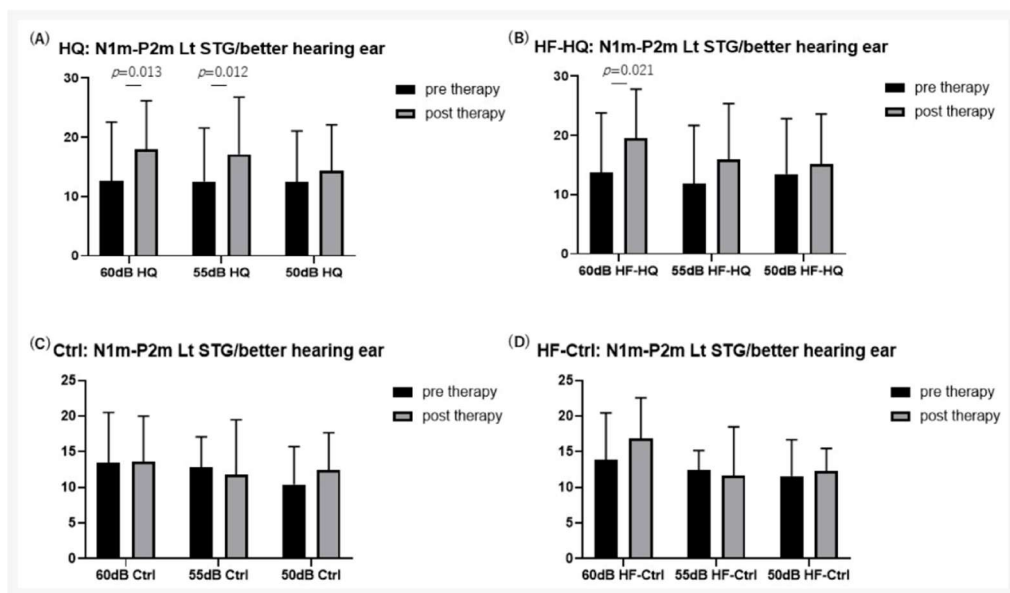 (A) HQ: N1m-P2m Lt STG/better hearing ear
p=0.013 p=0.012
pre therapy
post therapy
30
20
10
0
60dB HQ 55dB HQ 50dB HQ
(B) HF-HQ: N1m-P2m Lt STG/better hearing ear
p=0.021
pre therapy
post therapy
30
20
10
0
60dB HF-HQ 55dB HF-HQ 50dB HF-HQ
(C) Ctrl: N1m-P2m Lt STG/better hearing ear
pre therapy
post therapy
25
20
15
10
5
0
60dB Ctrl 55dB Ctrl 50dB Ctrl
(D) HF-Ctrl: N1m-P2m Lt STG/better hearing ear
pre therapy
post therapy
25
20
15
10
5
0
60dB HF-Ctrl 55dB HF-Ctrl 50dB HF-Ctrl